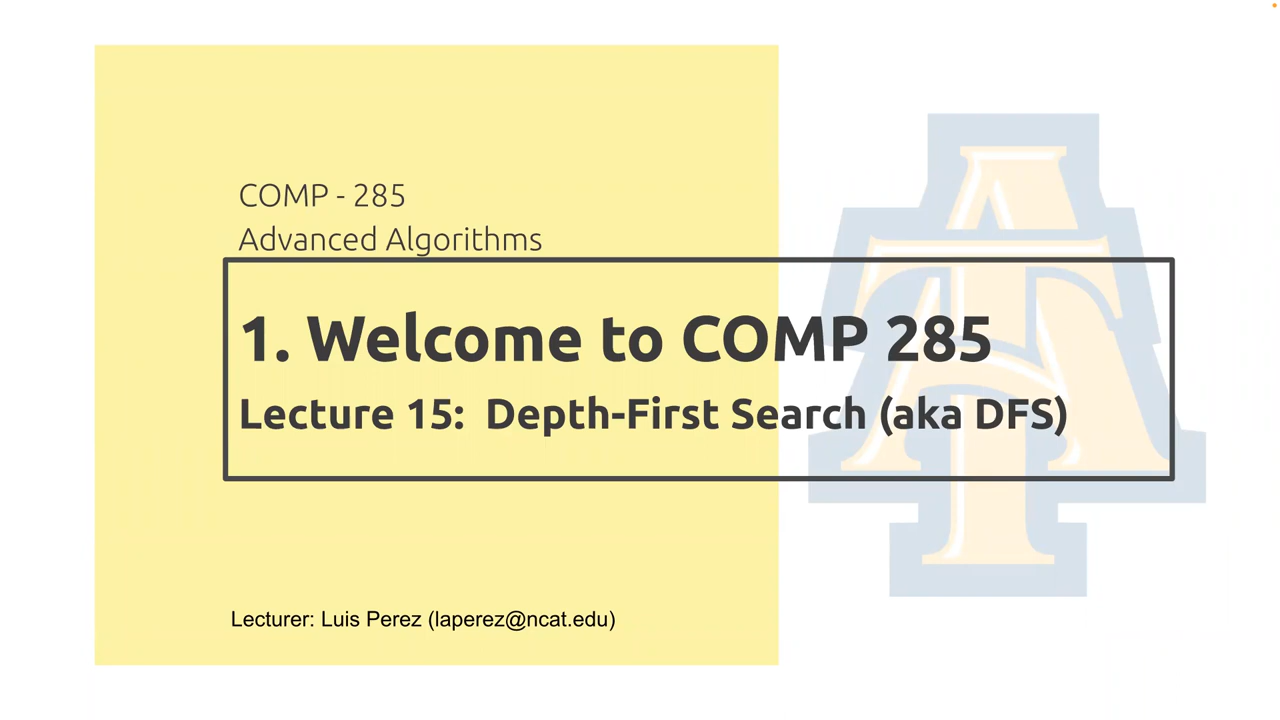 COMP - 285
Advanced Algorithms
1. Welcome to COMP 285
Lecture 15: Depth-First Search (aka DFS)
Lecturer: Luis Perez (laperez@ncat.edu)